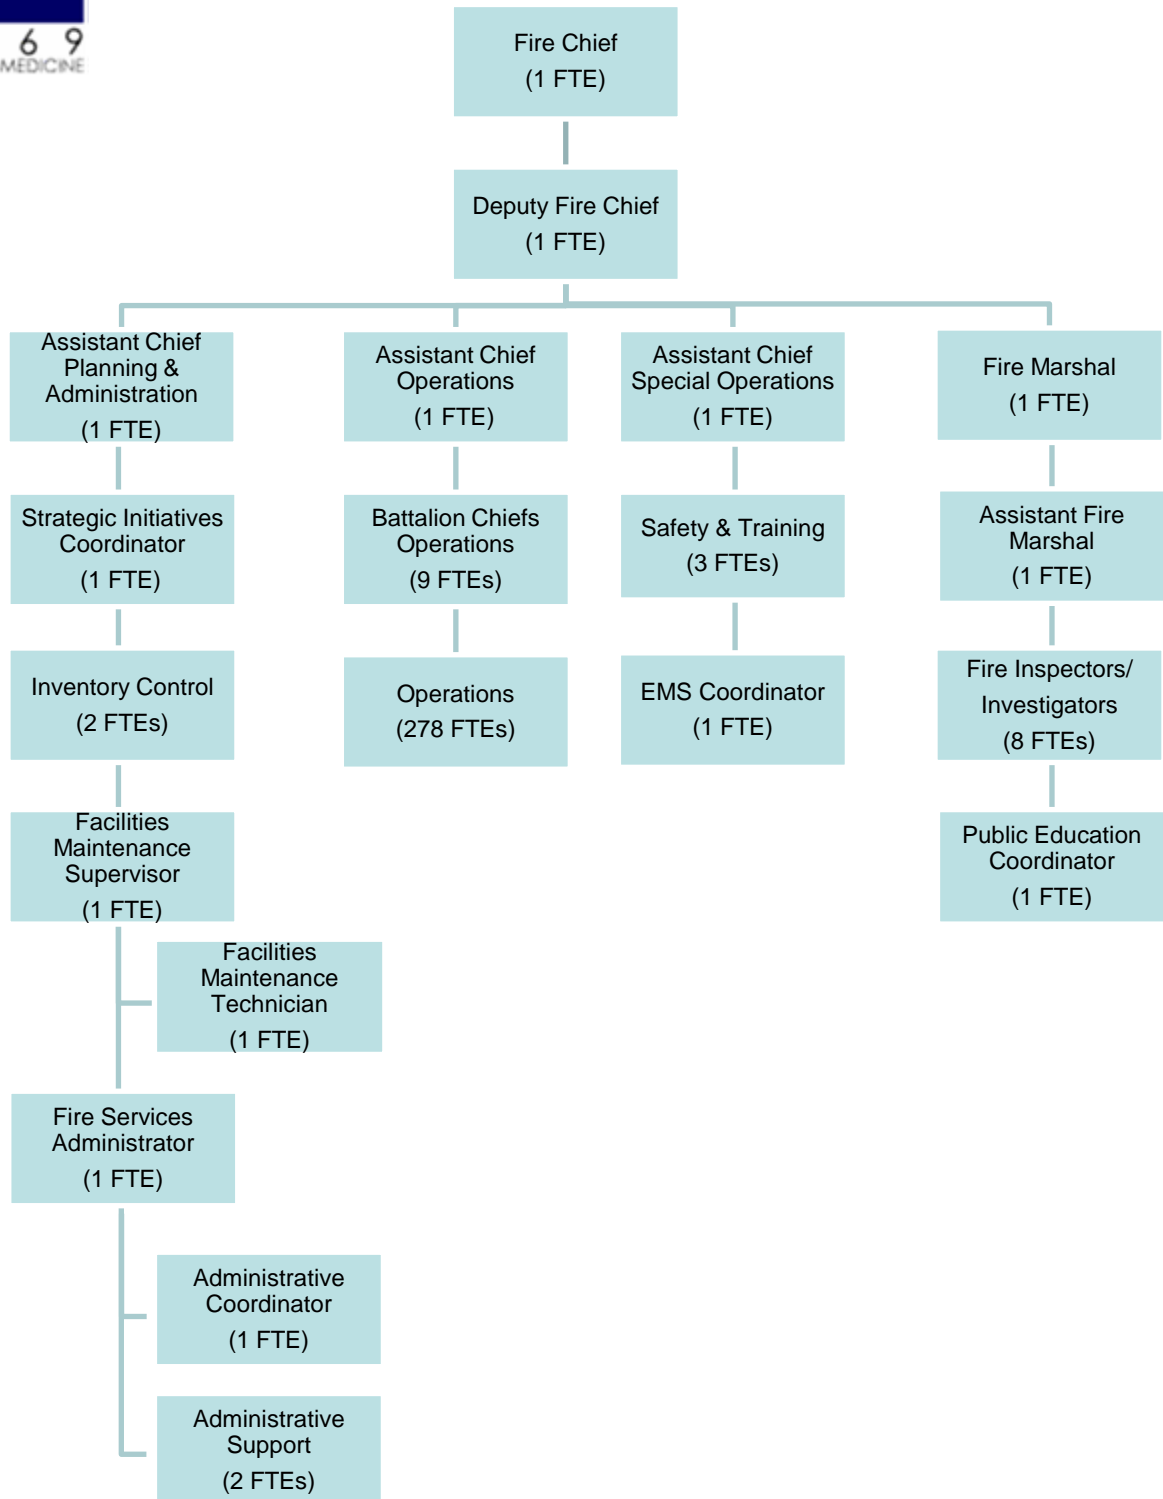 6 9
MEDICINE
Fire Chief
(1 FTE)
Deputy Fire Chief
(1 FTE)
Assistant Chief
Planning &
Administration
(1 FTE)
Assistant Chief
Operations
(1 FTE)
Assistant Chief
Special Operations
(1 FTE)
Fire Marshal
(1 FTE)
Strategic Initiatives
Coordinator
(1 FTE)
Battalion Chiefs
Operations
(9 FTEs)
Safety & Training
(3 FTEs)
Assistant Fire
Marshal
(1 FTE)
Inventory Control
(2 FTEs)
Operations
(278 FTEs)
EMS Coordinator
(1 FTE)
Fire Inspectors/
Investigators
(8 FTEs)
Facilities
Maintenance
Supervisor
(1 FTE)
Public Education
Coordinator
(1 FTE)
Facilities
Maintenance
Technician
(1 FTE)
Fire Services
Administrator
(1 FTE)
Administrative
Coordinator
(1 FTE)
Administrative
Support
(2 FTEs)